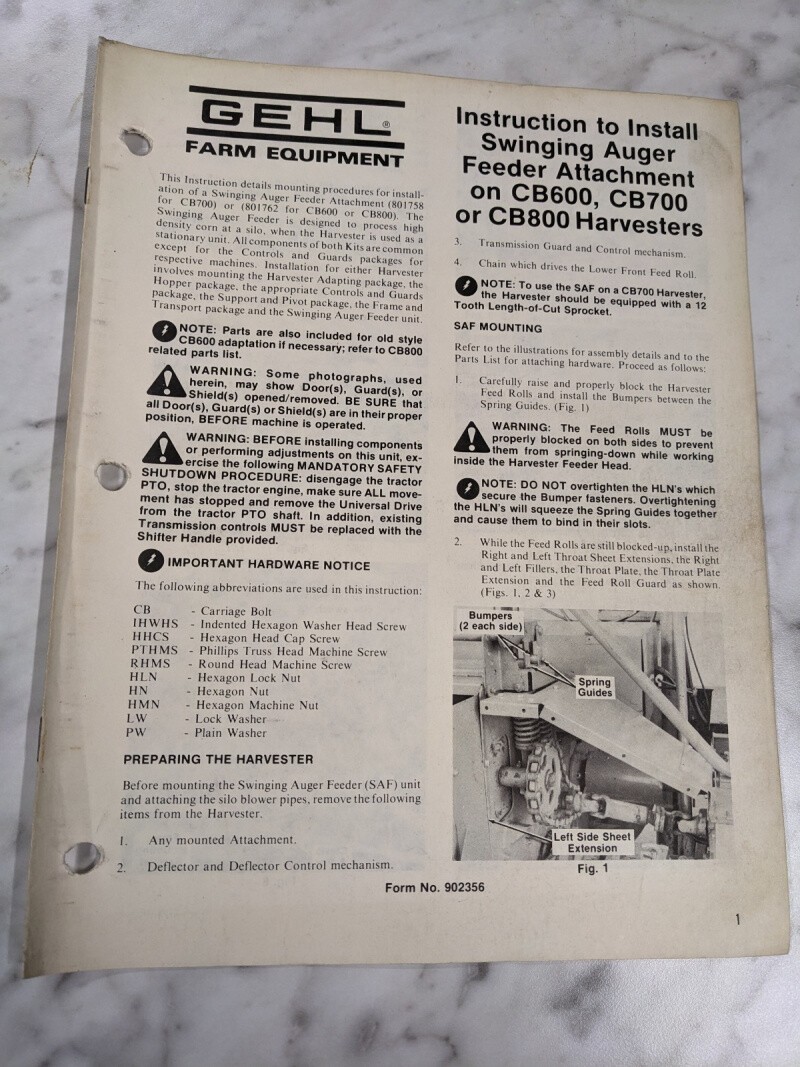 GEHL®
FARM EQUIPMENT
This Instruction details mounting procedures for install-
ation of a Swinging Auger Feeder Attachment (801758
for CB700) or (801762 for CB600 or CB800). The
Swinging Auger Feeder is designed to process high
density corn at a silo, when the Harvester is used as a
stationary unit. All components of both Kits are common
except for the Controls and Guards packages for
respective machines. Installation for either Harvester
involves mounting the Harvester Adapting package, the
Hopper package, the appropriate Controls and Guards
package, the Support and Pivot package, the Frame and
Transport package and the Swinging Auger Feeder unit.
NOTE: Parts are also included for old style
CB600 adaptation if necessary; refer to CB800
related parts list.
WARNING: Some photographs, used
herein, may show Door(s), Guard(s), or
Shield(s) opened/removed. BE SURE that
all Door(s), Guard(s) or Shield(s) are in their proper
position, BEFORE machine is operated.
WARNING: BEFORE installing components
or performing adjustments on this unit, ex-
ercise the following MANDATORY SAFETY
SHUTDOWN PROCEDURE: disengage the tractor
PTO, stop the tractor engine, make sure ALL move-
ment has stopped and remove the Universal Drive
from the tractor PTO shaft. In addition, existing
Transmission controls MUST be replaced with the
Shifter Handle provided.
IMPORTANT HARDWARE NOTICE
The following abbreviations are used in this instruction:
CB - Carriage Bolt
IHWHS - Indented Hexagon Washer Head Screw
HHCS - Hexagon Head Cap Screw
PTHMS - Phillips Truss Head Machine Screw
RHMS - Round Head Machine Screw
HLN - Hexagon Lock Nut
HN - Hexagon Nut
HMN - Hexagon Machine Nut
LW - Lock Washer
PW - Plain Washer
PREPARING THE HARVESTER
Before mounting the Swinging Auger Feeder (SAF) unit
and attaching the silo blower pipes, remove the following
items from the Harvester.
1. Any mounted Attachment.
2. Deflector and Deflector Control mechanism.
Instruction to Install
Swinging Auger
Feeder Attachment
on CB600, CB700
or CB800 Harvesters
3. Transmission Guard and Control mechanism.
4. Chain which drives the Lower Front Feed Roll.
NOTE: To use the SAF on a CB700 Harvester,
the Harvester should be equipped with a 12
Tooth Length-of-Cut Sprocket.
SAF MOUNTING
Refer to the illustrations for assembly details and to the
Parts List for attaching hardware. Proceed as follows:
1. Carefully raise and properly block the Harvester
Feed Rolls and install the Bumpers between the
Spring Guides. (Fig. 1)
WARNING: The Feed Rolls MUST be
properly blocked on both sides to prevent
them from springing-down while working
inside the Harvester Feeder Head.
NOTE: DO NOT overtighten the HLN's which
secure the Bumper fasteners. Overtightening
the HLN's will squeeze the Spring Guides together
and cause them to bind in their slots.
2. While the Feed Rolls are still blocked-up, install the
Right and Left Throat Sheet Extensions, the Right
and Left Fillers, the Throat Plate, the Throat Plate
Extension and the Feed Roll Guard as shown.
(Figs. 1, 2 & 3)
Bumpers
(2 each side)
Spring
Guides
Left Side Sheet
Extension
Fig. 1
Form No. 902356
1